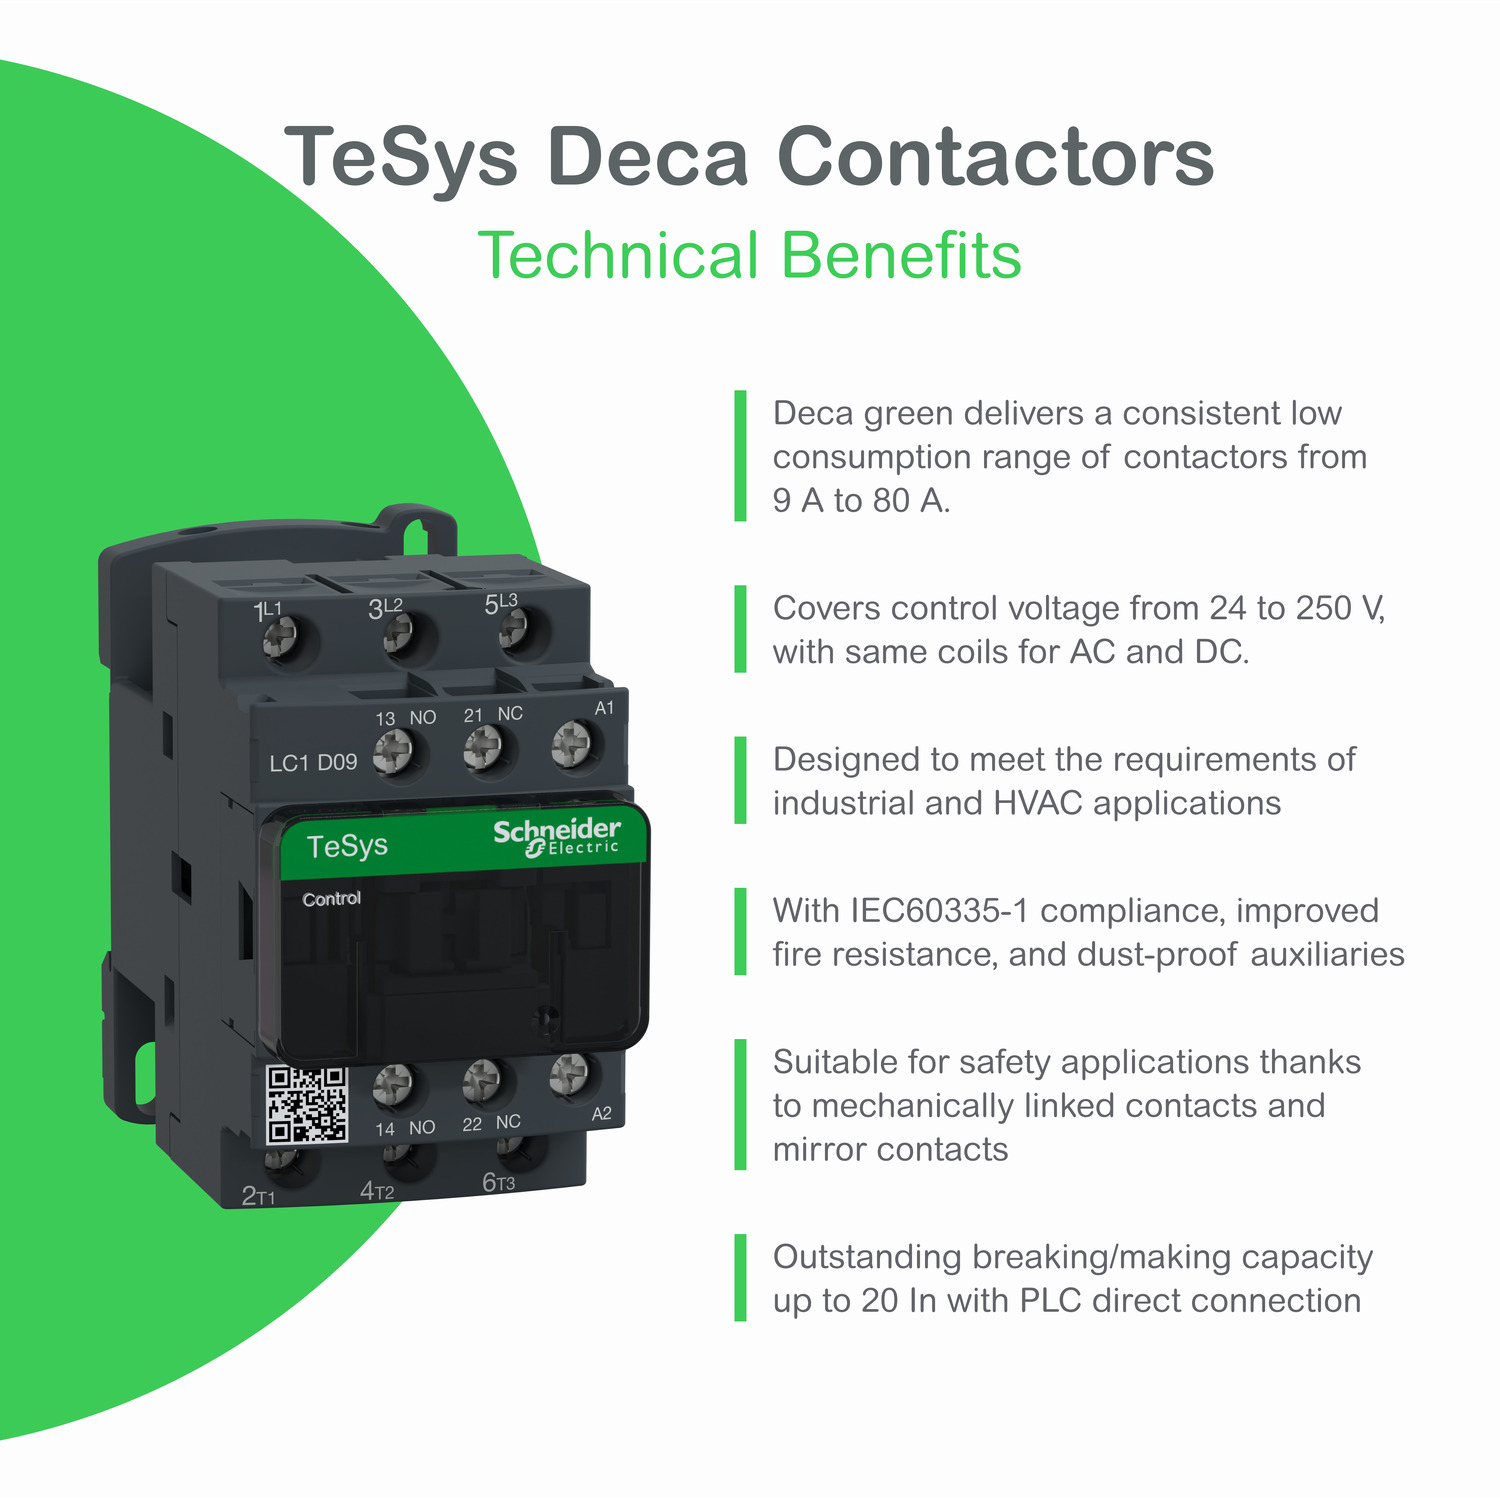 TeSys Deca Contactors
Technical Benefits
Deca green delivers a consistent low
consumption range of contactors from
9 A to 80 A.
Covers control voltage from 24 to 250 V,
with same coils for AC and DC.
Designed to meet the requirements of
industrial and HVAC applications
With IEC60335-1 compliance, improved
fire resistance, and dust-proof auxiliaries
Suitable for safety applications thanks
to mechanically linked contacts and
mirror contacts
Outstanding breaking/making capacity
up to 20 In with PLC direct connection
1L1 3L2 5L3
13 NO 21 NC A1
LC1 D09
TeSys Schneider
Electric
Control
14 NO 22 NC A2
2T1 4T2 6T3